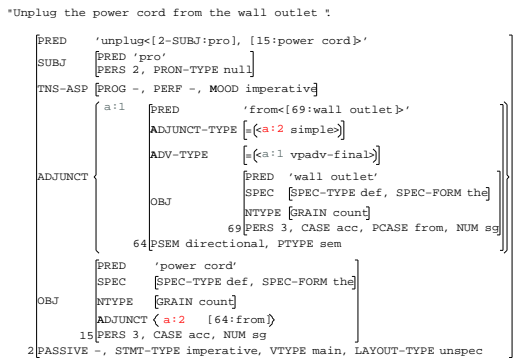 "Unplug the power cord from the wall outlet ".
PRED 'unplug<[2-SUBJ:pro], [15:power cord]>'
SUBJ PRED 'pro'
PERS 2, PRON-TYPE null
TNS-ASP PROG -, PERF -, MOOD imperative
a:1 PRED 'from<[69:wall outlet]>'
ADJUNCT-TYPE =(<a:2 simple>)
ADV-TYPE =(<a:1 vpadv-final>)
ADJUNCT
PRED 'wall outlet'
SPEC SPEC-TYPE def, SPEC-FORM the
OBJ
NTYPE GRAIN count
69 PERS 3, CASE acc, PCASE from, NUM sg
64 PSEM directional, PTYPE sem
PRED 'power cord'
SPEC SPEC-TYPE def, SPEC-FORM the
OBJ NTYPE GRAIN count
ADJUNCT a:2 [64:from]
15 PERS 3, CASE acc, NUM sg
2 PASSIVE -, STMT-TYPE imperative, VTYPE main, LAYOUT-TYPE unspec